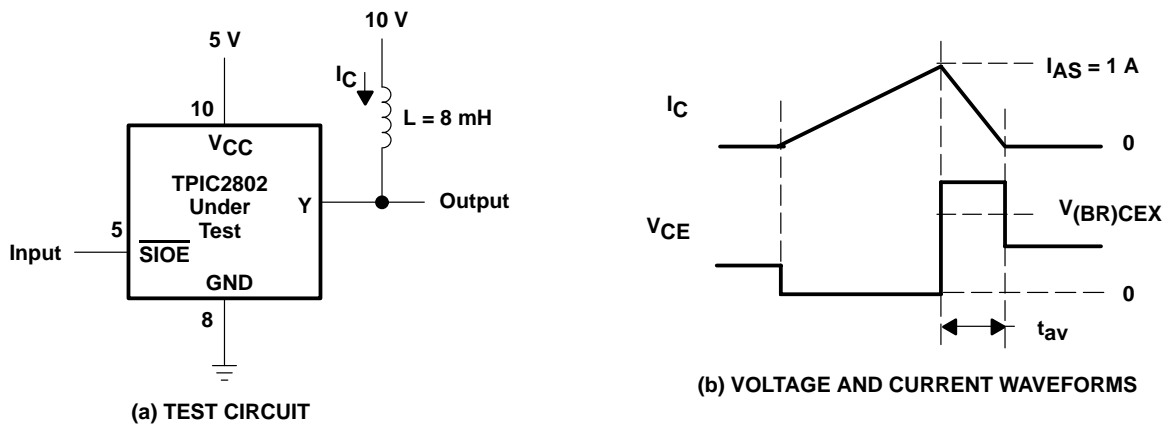 10 V
5 V
IC
10
L = 8 mH
VCC
TPIC2802
Under
Test
Y
Output
5
Input
SIOE
GND
8
(a) TEST CIRCUIT
IAS = 1 A
IC
0
V(BR)CEX
VCE
0
tav
(b) VOLTAGE AND CURRENT WAVEFORMS